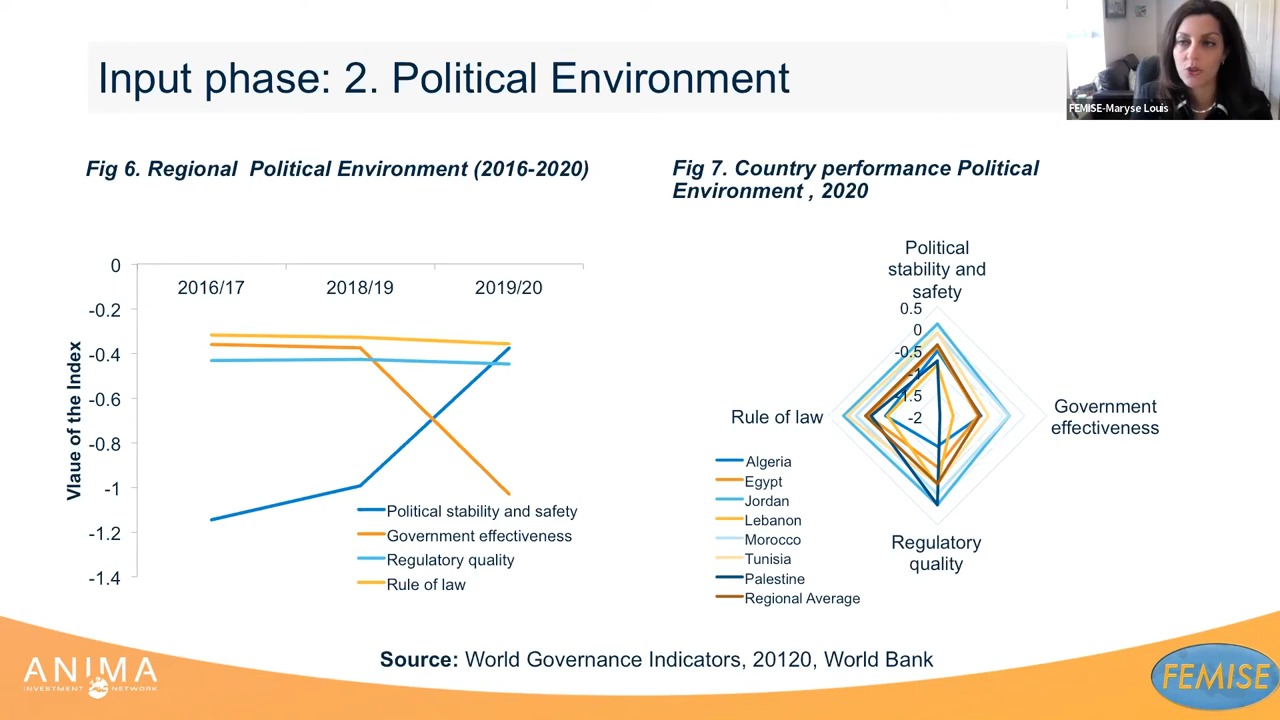 Input phase: 2. Political Environment
FEMISE-Maryse Louis
Fig 6. Regional Political Environment (2016-2020)
Fig 7. Country performance Political
Environment , 2020
Vlaue of the Index
0
-0.2
-0.4
-0.6
-0.8
-1
-1.2
-1.4
2016/17
2018/19
2019/20
Political stability and safety
Government effectiveness
Regulatory quality
Rule of law
Political
stability and
safety
0.5
0
-0.5
-1
-1.5
-2
Rule of law
Government
effectiveness
Regulatory
quality
Algeria
Egypt
Jordan
Lebanon
Morocco
Tunisia
Palestine
Regional Average
Source: World Governance Indicators, 20120, World Bank
ANIMA
INVESTMENT NETWORK
FEMISE